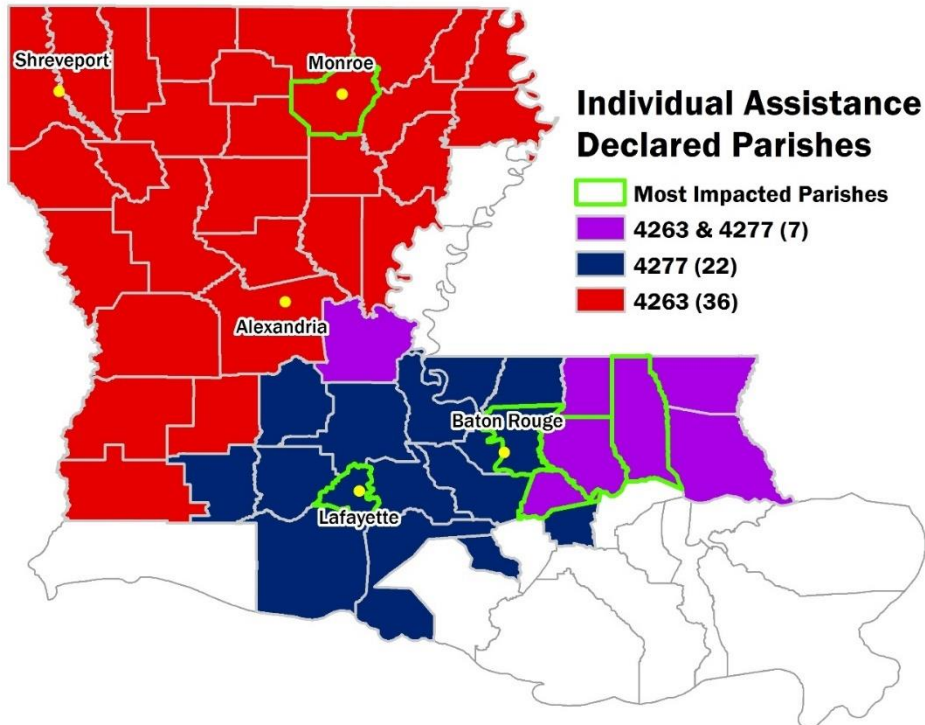 Shreveport
Monroe
Individual Assistance
Declared Parishes
Most Impacted Parishes
4263 & 4277 (7)
4277 (22)
4263 (36)
Alexandria
Baton Rouge
Lafayette